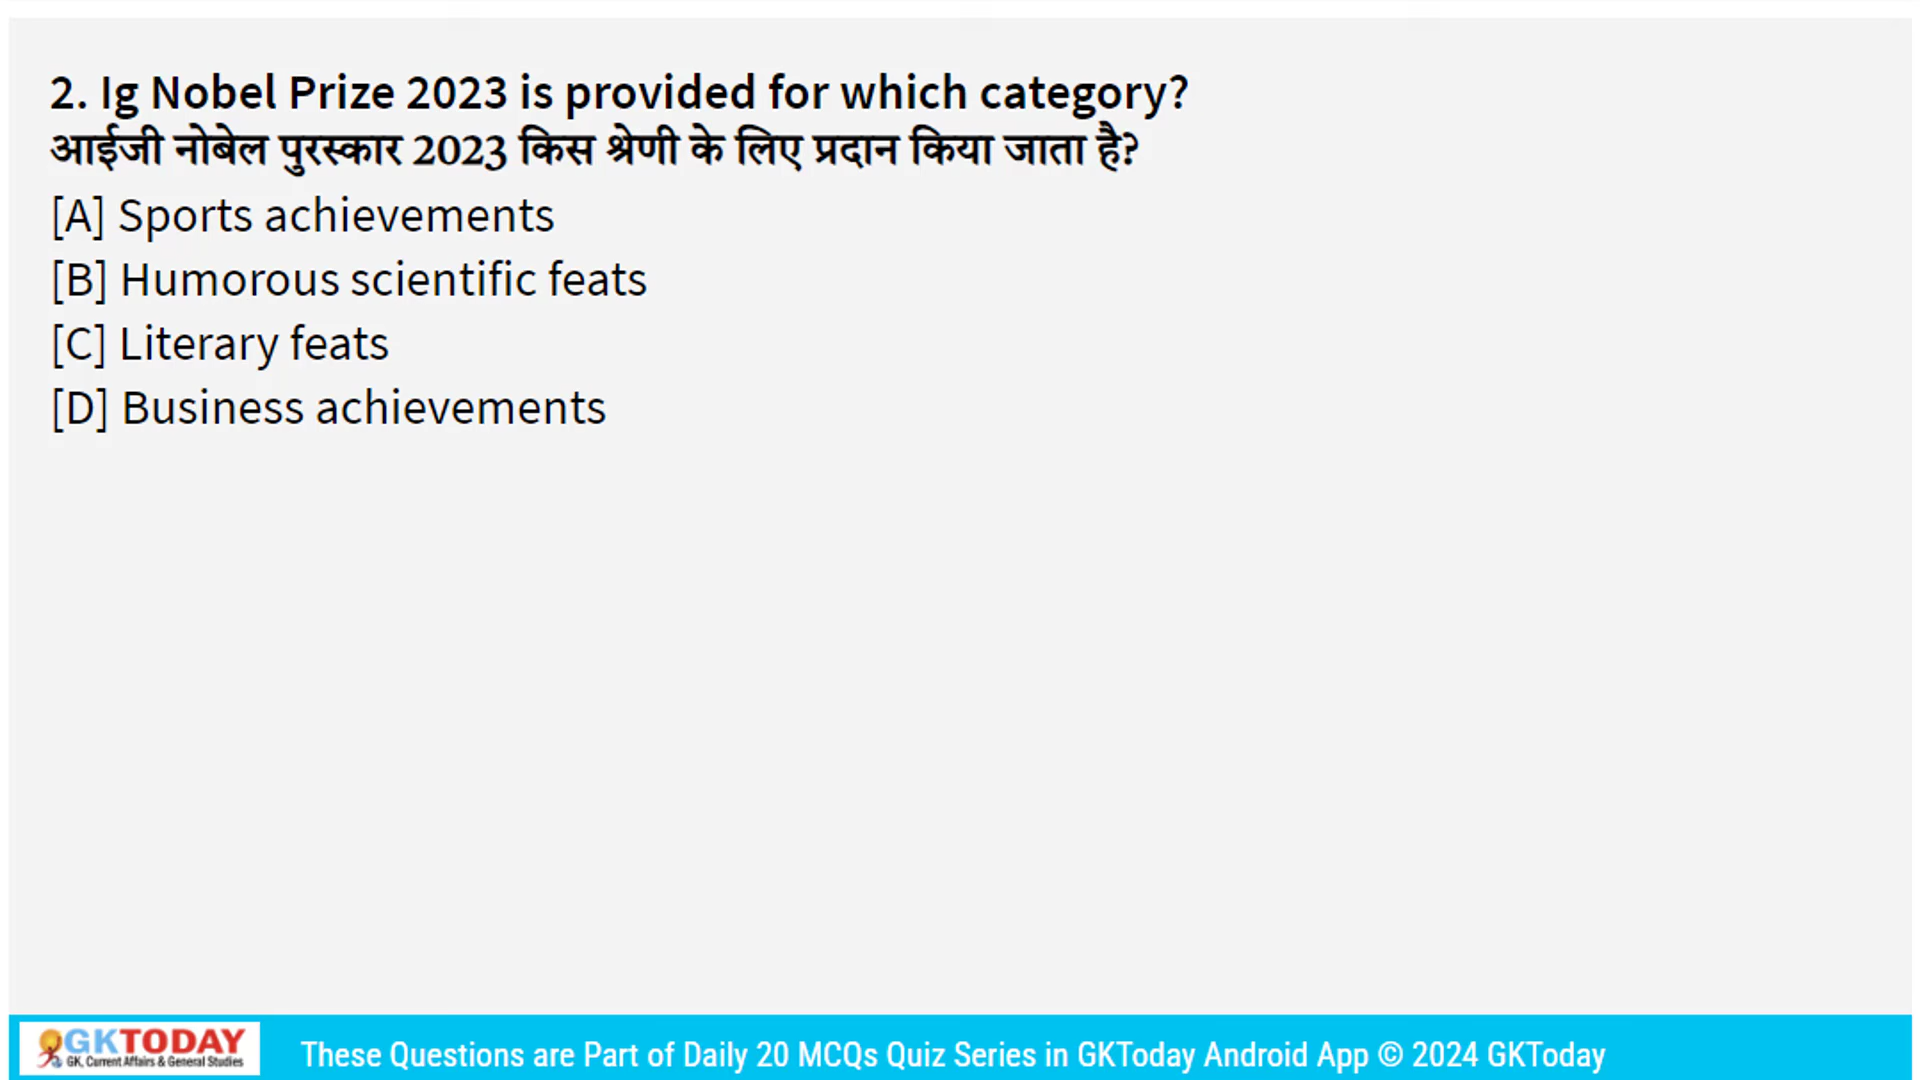 2. Ig Nobel Prize 2023 is provided for which category?
आईजी नोबेल पुरस्कार 2023 किस श्रेणी के लिए प्रदान किया जाता है?
[A] Sports achievements
[B] Humorous scientific feats
[C] Literary feats
[D] Business achievements
GKTODAY
GK, Current Affairs & General Studies
These Questions are Part of Daily 20 MCQs Quiz Series in GKToday Android App © 2024 GKToday